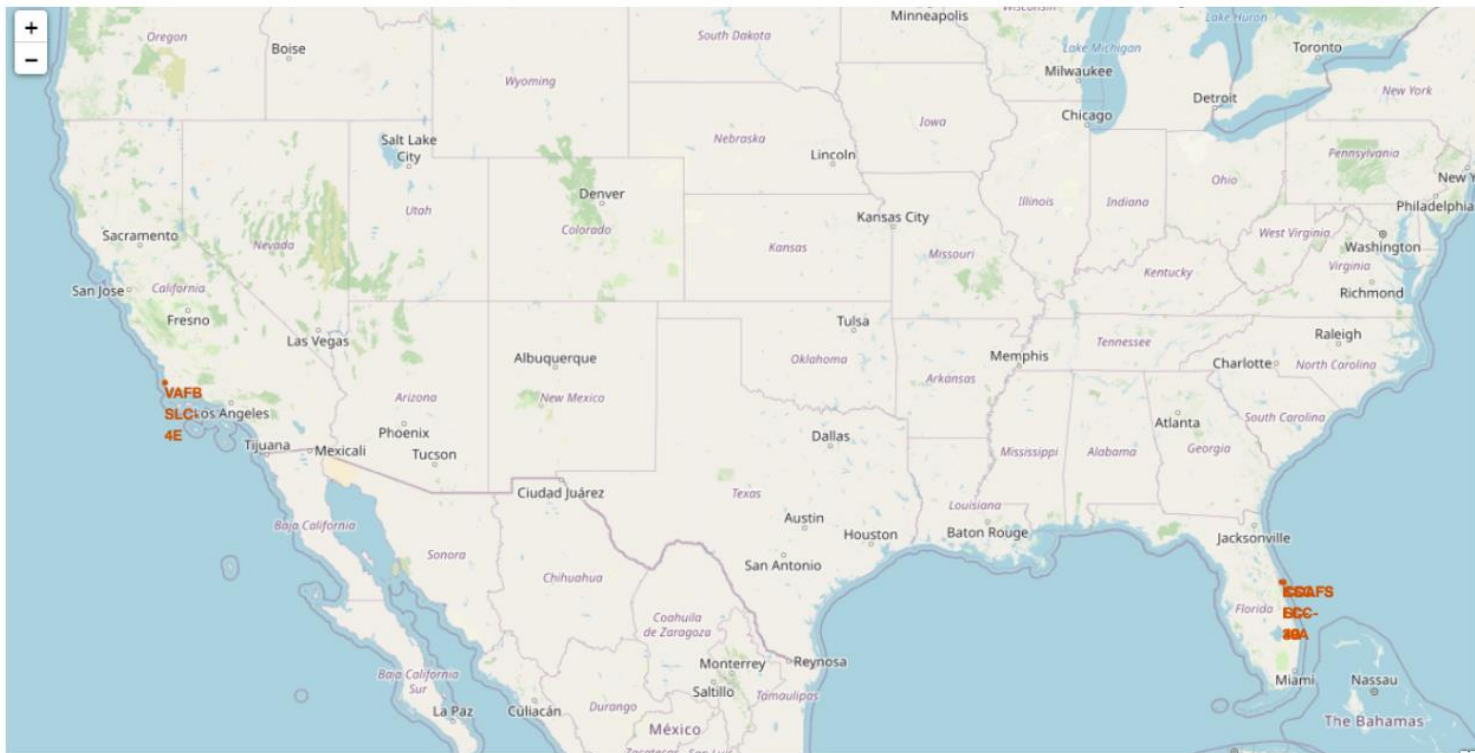 +
−
Oregon
Boise
South Dakota
Minneapolis
Wisconsin
Lake Huron
Toronto
Wyoming
Lake Michigan
Milwaukee
Detroit
New York
Chicago
Iowa
Nebraska
Salt Lake
City
Lincoln
Pennsylvania
New Y
Ohio
Philadelphia
Denver
Utah
Illinois
Indiana
Kansas City
Sacramento
Nevada
Colorado
Kansas
West Virginia
Washington
Missouri
Virginia
Kentucky
San Jose
California
Richmond
Fresno
Tulsa
Las Vegas
Raleigh
Albuquerque
Oklahoma
Memphis
Tennessee
Charlotte
North Carolina
Arkansas
VAFB
SLC-
4E
Los Angeles
Arizona
New Mexico
South Carolina
Phoenix
Dallas
Atlanta
Tijuana
Mexicali
Tucson
Mississippi
Alabama
Georgia
Ciudad Juárez
Texas
Louisiana
Baja California
Austin
Houston
Baton Rouge
Jacksonville
Sonora
San Antonio
Chihuahua
Florida
Coahuila
de Zaragoza
Monterrey
Reynosa
Baja California
Sur
Saltillo
Tamaulipas
Miami
Nassau
La Paz
Culiacán
Durango
México
The Bahamas